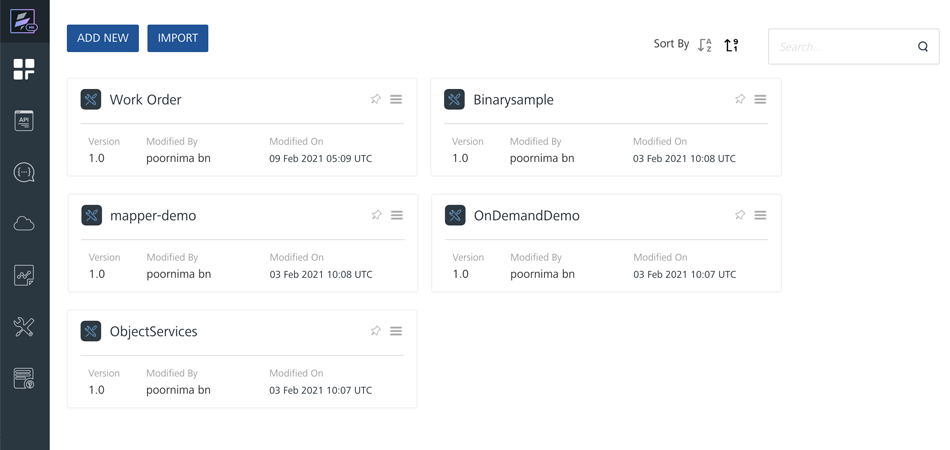 ADD NEW IMPORT
Sort By A Z 9 1 Search...
API
Work Order
Version Modified By Modified On
1.0 poornima bn 09 Feb 2021 05:09 UTC
Binarysample
Version Modified By Modified On
1.0 poornima bn 03 Feb 2021 10:08 UTC
mapper-demo
Version Modified By Modified On
1.0 poornima bn 03 Feb 2021 10:08 UTC
OnDemandDemo
Version Modified By Modified On
1.0 poornima bn 03 Feb 2021 10:07 UTC
ObjectServices
Version Modified By Modified On
1.0 poornima bn 03 Feb 2021 10:07 UTC